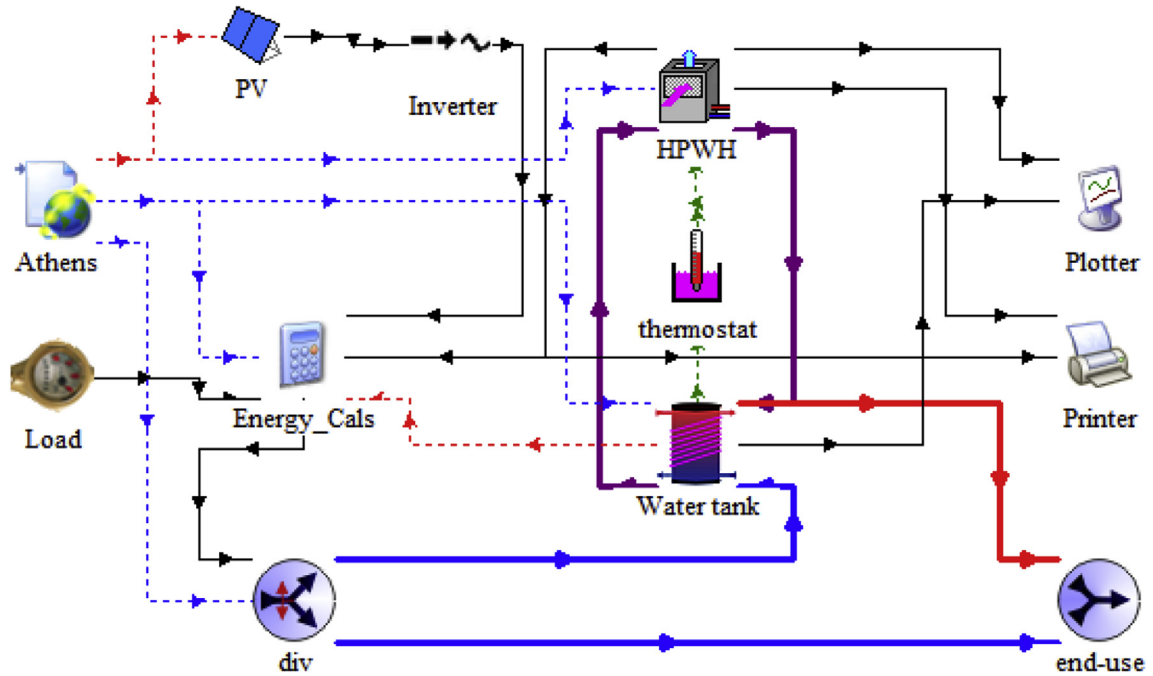 PV
Inverter
HPWH
Athens
Plotter
thermostat
Load
Energy_Cals
Printer
Water tank
div
end-use